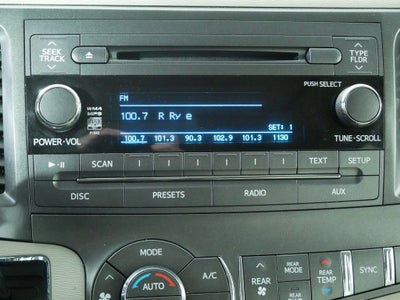 SEEK
TRACK
TYPE
FLDR
PUSH SELECT
FM
100.7 R Rye
SET: 1
100.7 101.3 90.3 102.9 101.3 1130
WMA
MP3
POWER•VOL
TUNE•SCROLL
SCAN
TEXT
SETUP
DISC
PRESETS
RADIO
AUX
MODE
AUTO
A/C
REAR
REAR
MODE
REAR
TEMP
SYNC